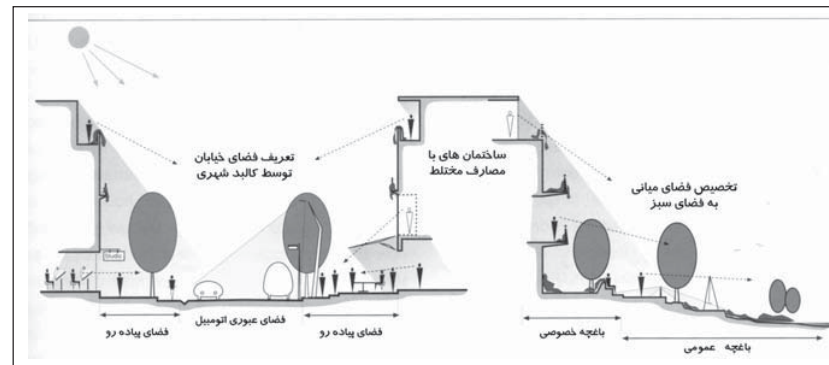 تعریف فضای خیابان
توسط کالبد شهری
ساختمان های با
مصارف مختلط
تخصیص فضای میانی
به فضای سبز
فضای پیاده رو
فضای عبوری اتومبیل
فضای پیاده رو
باغچه خصوصی
باغچه عمومی